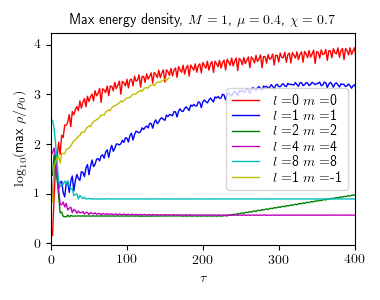 Max energy density, M = 1, μ = 0.4, χ = 0.7
log₁₀(max ρ/ρ₀)
4
3
2
1
0
l =0 m =0
l =1 m =1
l =2 m =2
l =4 m =4
l =8 m =8
l =1 m =-1
0 100 200 300 400
τ